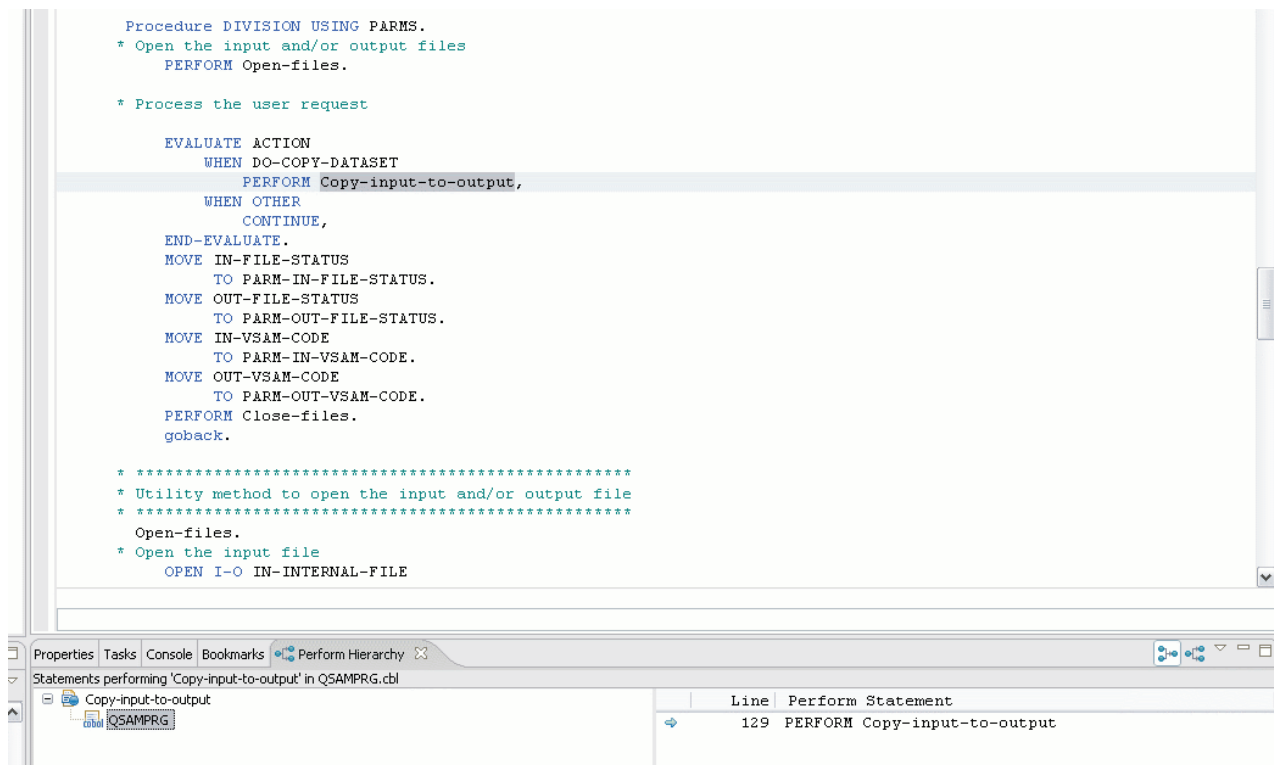 Procedure DIVISION USING PARMS.
* Open the input and/or output files
PERFORM Open-files.
* Process the user request
EVALUATE ACTION
WHEN DO-COPY-DATASET
PERFORM Copy-input-to-output,
WHEN OTHER
CONTINUE,
END-EVALUATE.
MOVE IN-FILE-STATUS
TO PARM-IN-FILE-STATUS.
MOVE OUT-FILE-STATUS
TO PARM-OUT-FILE-STATUS.
MOVE IN-VSAM-CODE
TO PARM-IN-VSAM-CODE.
MOVE OUT-VSAM-CODE
TO PARM-OUT-VSAM-CODE.
PERFORM Close-files.
goback.
* ***************************************************
* Utility method to open the input and/or output file
* ***************************************************
Open-files.
* Open the input file
OPEN I-O IN-INTERNAL-FILE
Properties Tasks Console Bookmarks Perform Hierarchy
Statements performing 'Copy-input-to-output' in QSAMPRG.cbl
Copy-input-to-output
cobol QSAMPRG
Line Perform Statement
129 PERFORM Copy-input-to-output